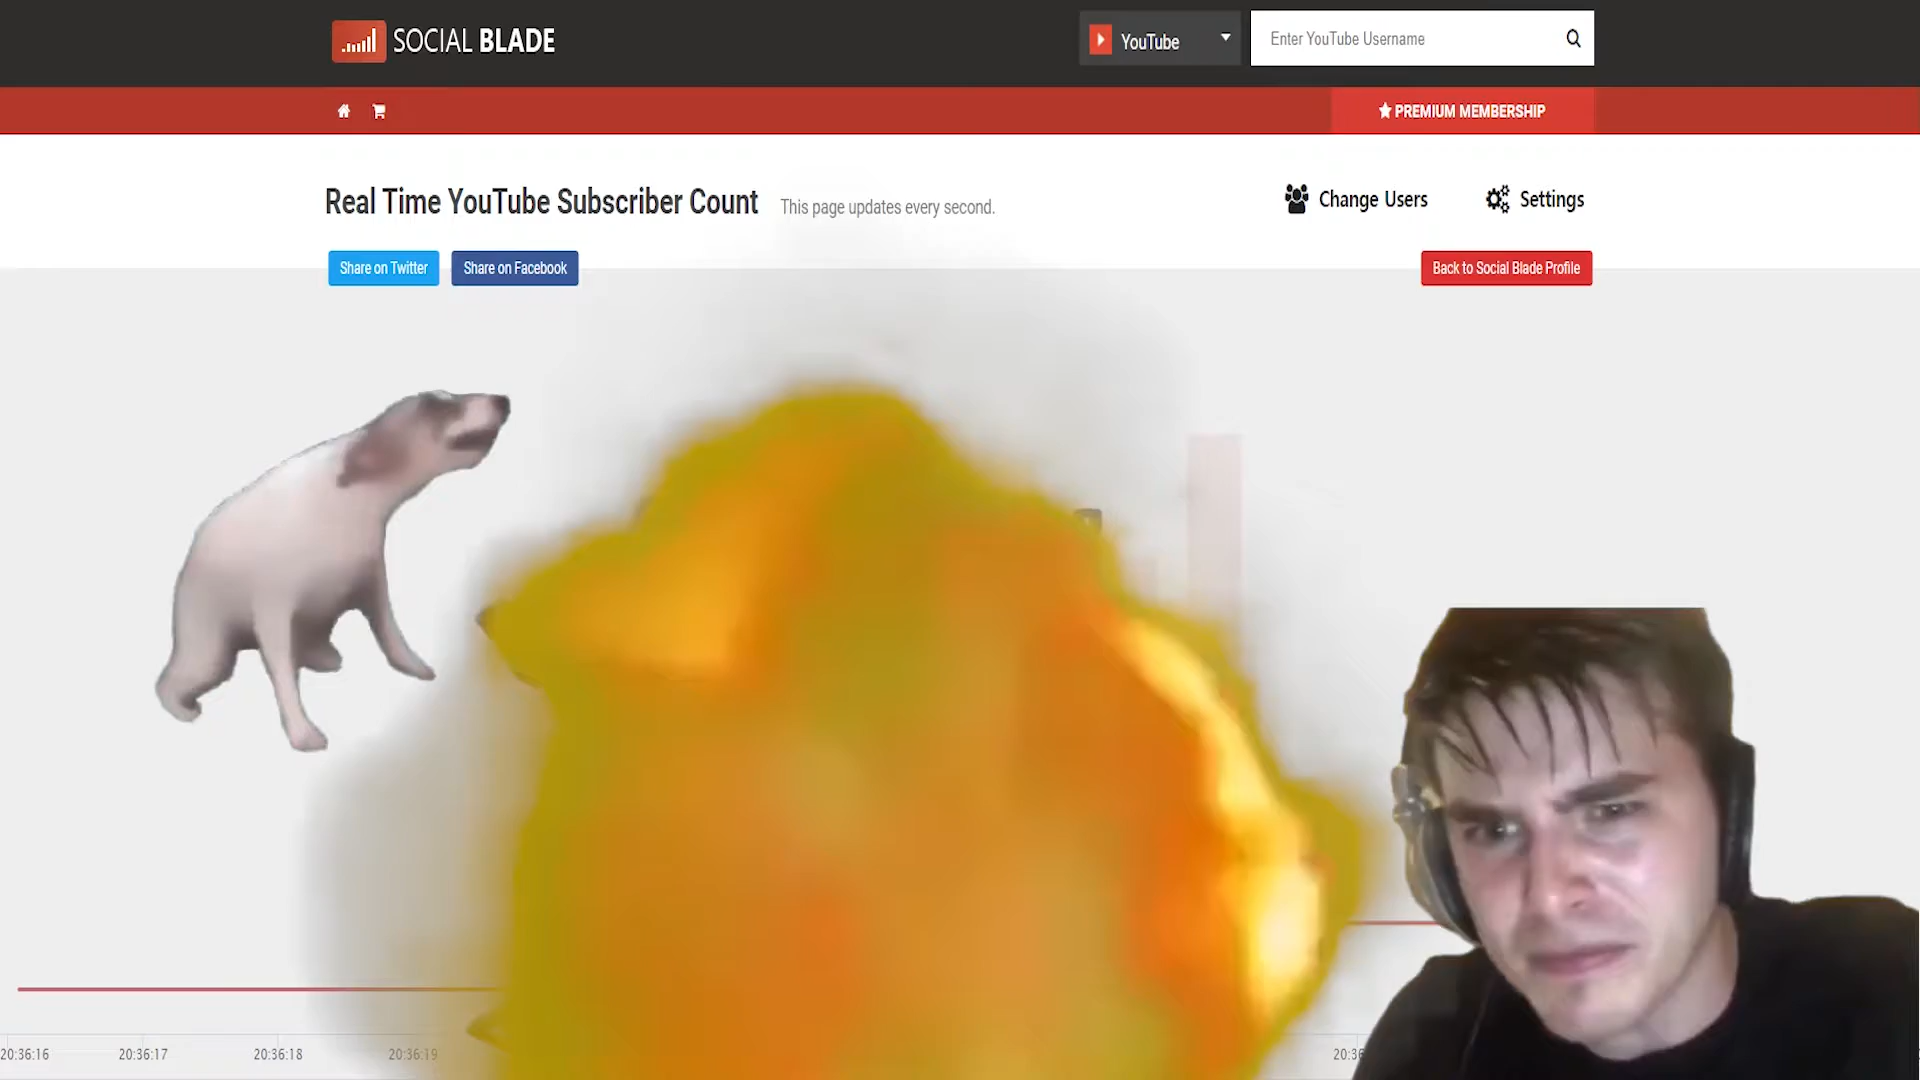 SOCIAL BLADE
YouTube
Enter YouTube Username
PREMIUM MEMBERSHIP
Real Time YouTube Subscriber Count
This page updates every second.
Change Users
Settings
Share on Twitter
Share on Facebook
Back to Social Blade Profile
20:36:16
20:36:17
20:36:18
20:36:19